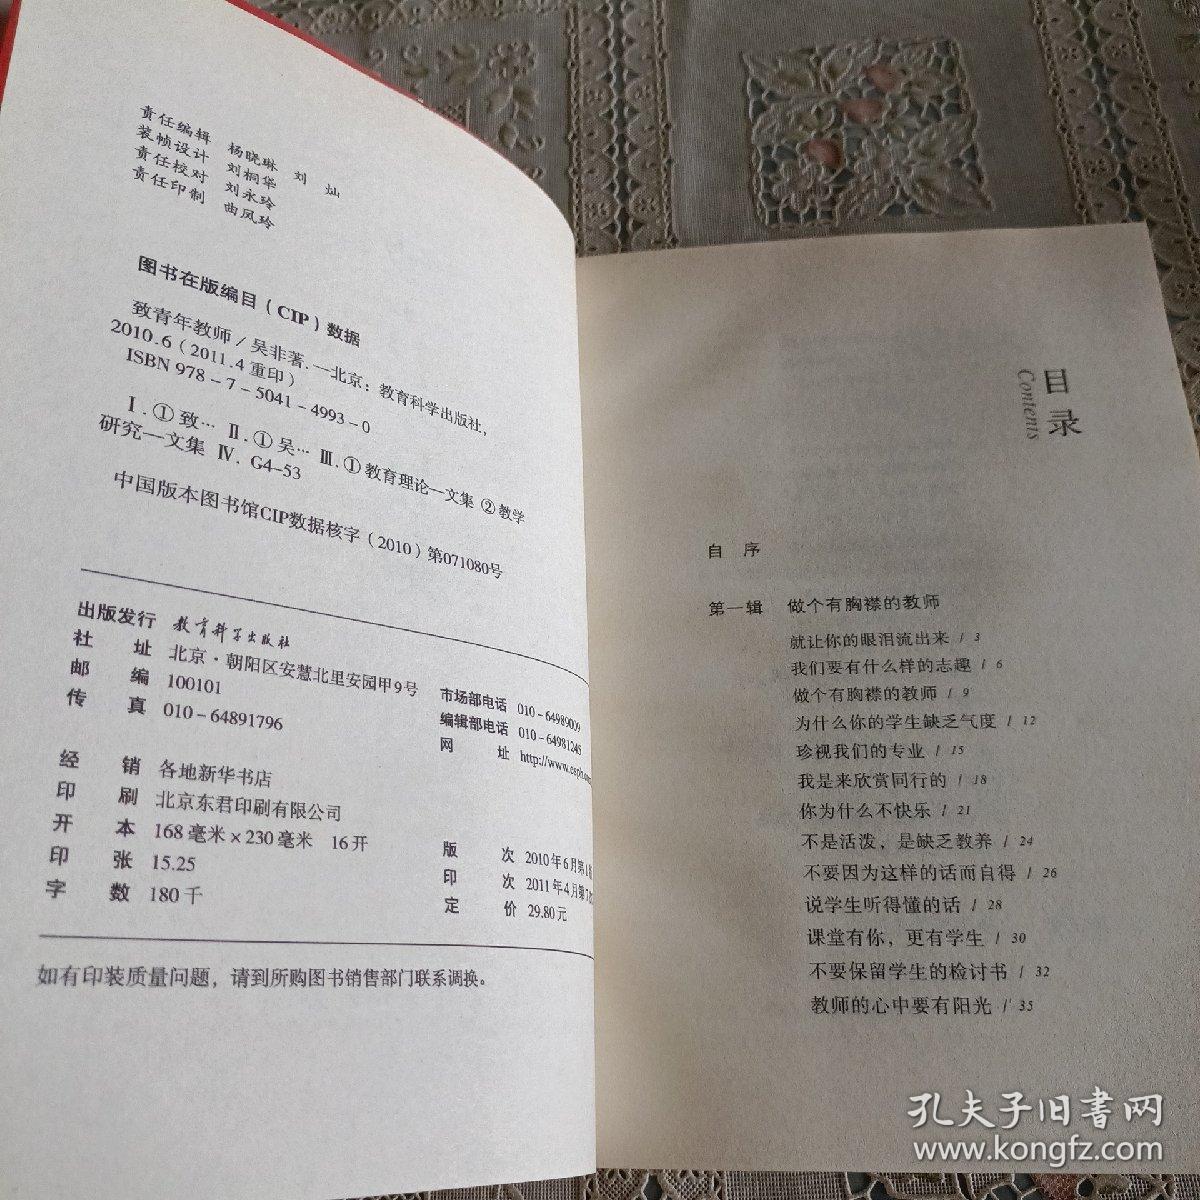 责任编辑 杨晓琳 刘灿
装帧设计 刘桐华
责任校对 刘永玲
责任印制 曲凤玲
图书在版编目(CIP)数据
致青年教师/吴非著.—北京:教育科学出版社,
2010.6(2011.4重印)
ISBN 978-7-5041-4993-0
Ⅰ.①致… Ⅱ.①吴… Ⅲ.①教育理论—文集②教学
研究—文集 Ⅳ.G4-53
中国版本图书馆CIP数据核字(2010)第071080号
出版发行 教育科学出版社
社 址 北京·朝阳区安慧北里安园甲9号
邮 编 100101
传 真 010-64891796
市场部电话 010-64989009
编辑部电话 010-64981245
网 址 http://www.esph
经 销 各地新华书店
印 刷 北京东君印刷有限公司
开 本 168毫米×230毫米 16开
印 张 15.25
字 数 180千
版 次 2010年6月第
印 次 2011年4月第
定 价 29.80元
如有印装质量问题,请到所购图书销售部门联系调换。
目录
Contents
自 序
第一辑 做个有胸襟的教师
就让你的眼泪流出来 / 3
我们要有什么样的志趣 / 6
做个有胸襟的教师 / 9
为什么你的学生缺乏气度 / 12
珍视我们的专业 / 15
我是来欣赏同行的 / 18
你为什么不快乐 / 21
不是活泼,是缺乏教养 / 24
不要因为这样的话而自得 / 26
说学生听得懂的话 / 28
课堂有你,更有学生 / 30
不要保留学生的检讨书 / 32
教师的心中要有阳光 / 35
孔夫子旧书网
www.kongfz.com